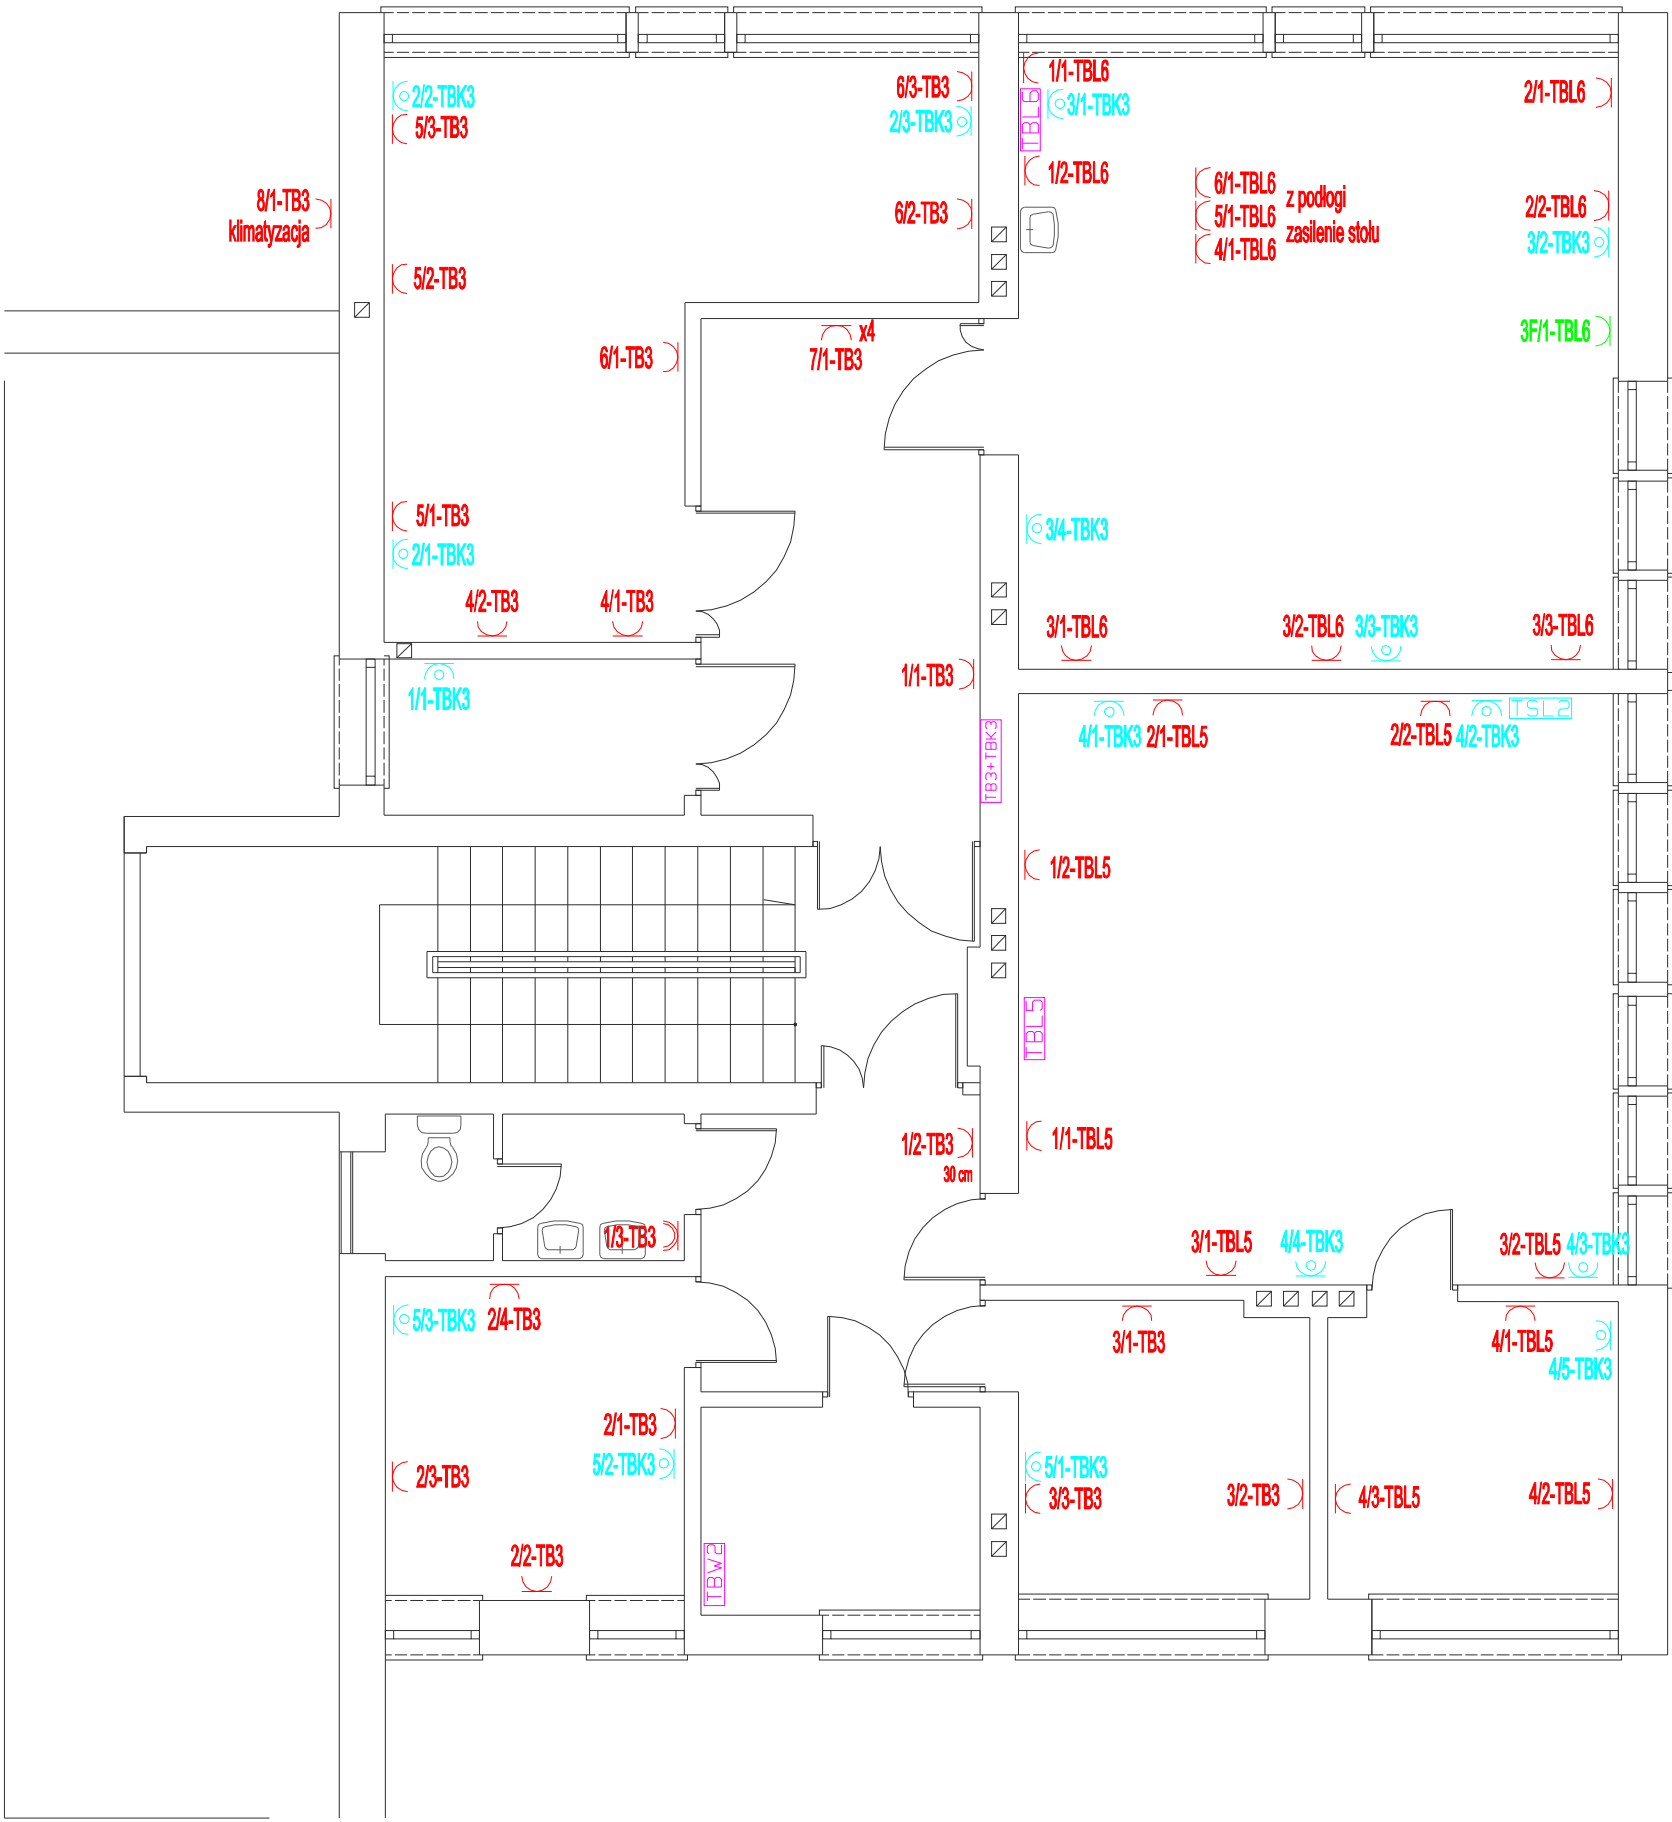 1/1-TBL6
2/2-TBK3
6/3-TB3
3/1-TBK3
2/1-TBL6
5/3-TB3
2/3-TBK3
TBL6
1/2-TBL6
8/1-TB3
klimatyzacja
6/2-TB3
6/1-TBL6
5/1-TBL6
4/1-TBL6
z podłogi
zasilenie stołu
2/2-TBL6
3/2-TBK3
5/2-TB3
3F/1-TBL6
6/1-TB3
x4
7/1-TB3
5/1-TB3
2/1-TBK3
3/4-TBK3
4/2-TB3
4/1-TB3
3/1-TBL6
3/2-TBL6
3/3-TBK3
3/3-TBL6
1/1-TBK3
1/1-TB3
TB3+TBK3
4/1-TBK3
2/1-TBL5
2/2-TBL5
4/2-TBK3
TSL2
1/2-TBL5
TBL5
1/2-TB3
30 cm
1/1-TBL5
1/3-TB3
3/1-TBL5
4/4-TBK3
3/2-TBL5
4/3-TBK3
5/3-TBK3
2/4-TB3
3/1-TB3
4/1-TBL5
4/5-TBK3
2/1-TB3
5/2-TBK3
2/3-TB3
5/1-TBK3
3/3-TB3
3/2-TB3
4/3-TBL5
4/2-TBL5
2/2-TB3
TBW2